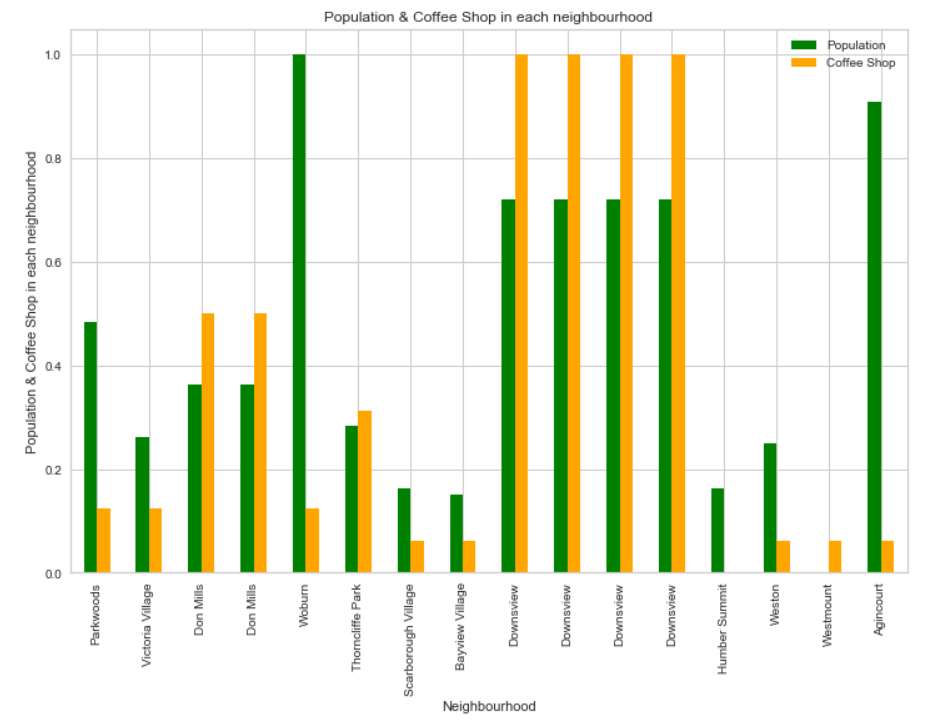 Population & Coffee Shop in each neighbourhood
Population
Coffee Shop
Population & Coffee Shop in each neighbourhood
1.0
0.8
0.6
0.4
0.2
0.0
Parkwoods
Victoria Village
Don Mills
Don Mills
Woburn
Thorncliffe Park
Scarborough Village
Bayview Village
Downsview
Downsview
Downsview
Downsview
Humber Summit
Weston
Westmount
Agincourt
Neighbourhood